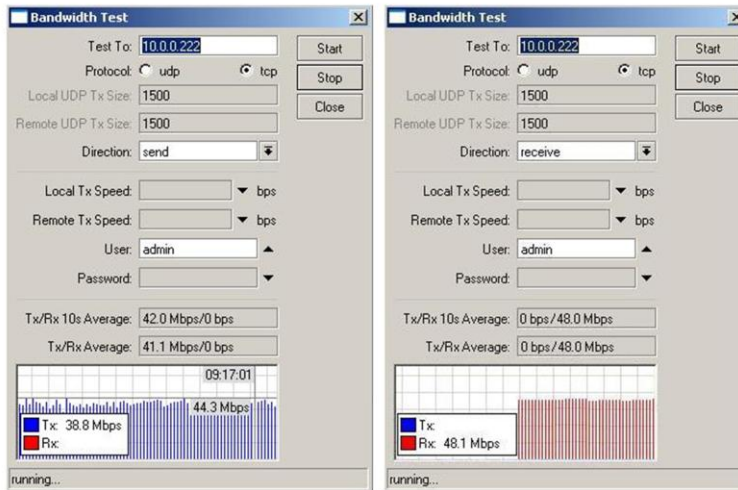 Bandwidth Test
Test To: 10.0.0.222
Start
Protocol: udp tcp
Stop
Local UDP Tx Size: 1500
Close
Remote UDP Tx Size: 1500
Direction: send
Local Tx Speed: bps
Remote Tx Speed: bps
User: admin
Password:
Tx/Rx 10s Average: 42.0 Mbps/0 bps
Tx/Rx Average: 41.1 Mbps/0 bps
09:17:01
44.3 Mbps
Tx: 38.8 Mbps
Rx:
running...
Bandwidth Test
Test To: 10.0.0.222
Start
Protocol: udp tcp
Stop
Local UDP Tx Size: 1500
Close
Remote UDP Tx Size: 1500
Direction: receive
Local Tx Speed: bps
Remote Tx Speed: bps
User: admin
Password:
Tx/Rx 10s Average: 0 bps/48.0 Mbps
Tx/Rx Average: 0 bps/48.0 Mbps
Tx:
Rx: 48.1 Mbps
running...